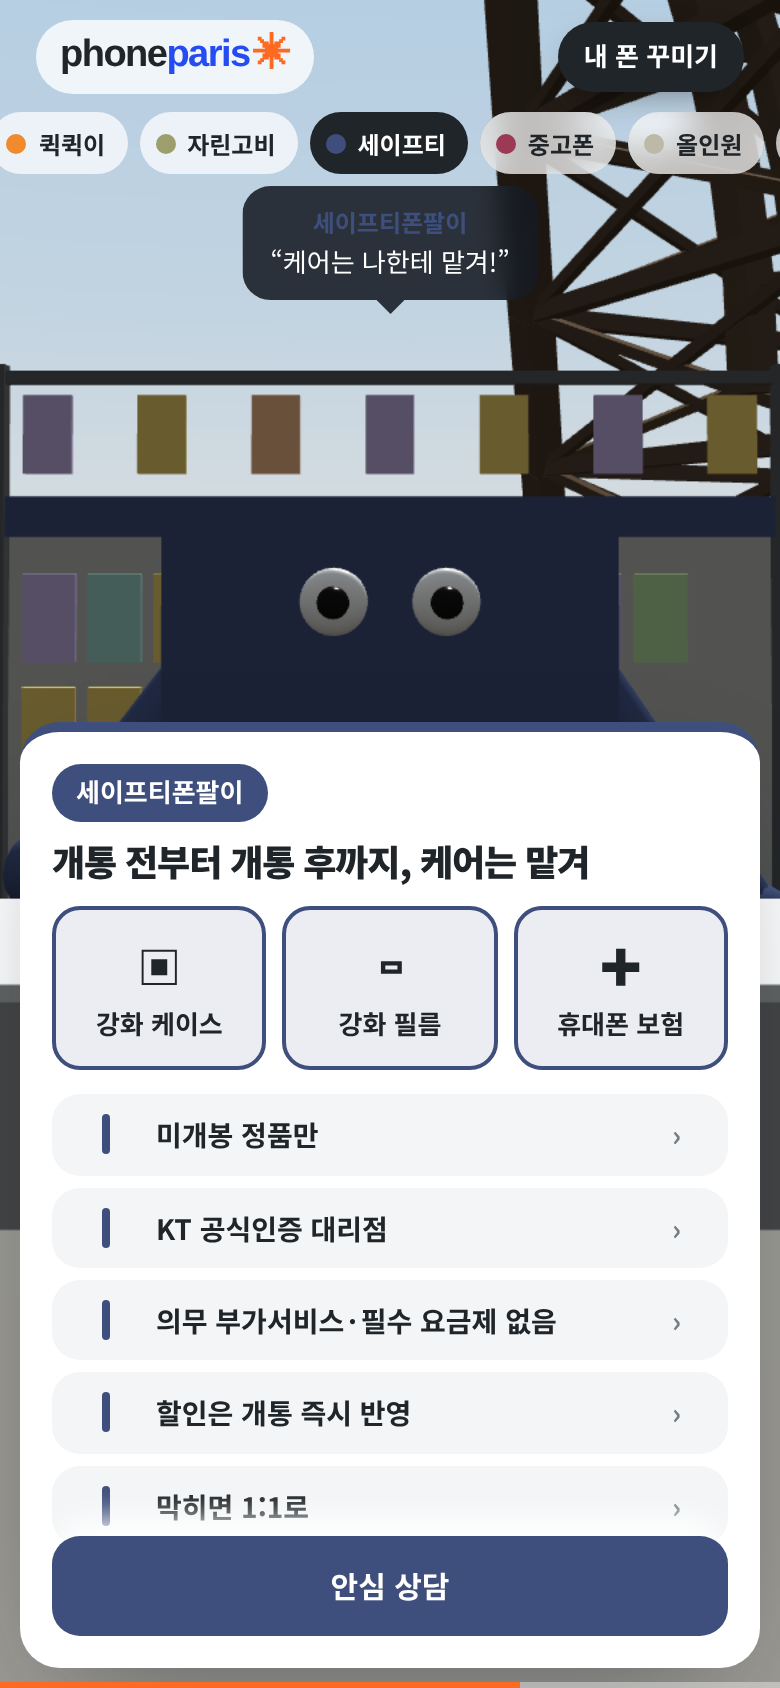 phoneparis
내 폰 꾸미기
퀵퀵이
자린고비
세이프티
중고폰
올인원
세이프티폰팔이
“케어는 나한테 맡겨!”
세이프티폰팔이
개통 전부터 개통 후까지, 케어는 맡겨
강화 케이스
강화 필름
휴대폰 보험
미개봉 정품만
KT 공식인증 대리점
의무 부가서비스·필수 요금제 없음
할인은 개통 즉시 반영
막히면 1:1로
안심 상담